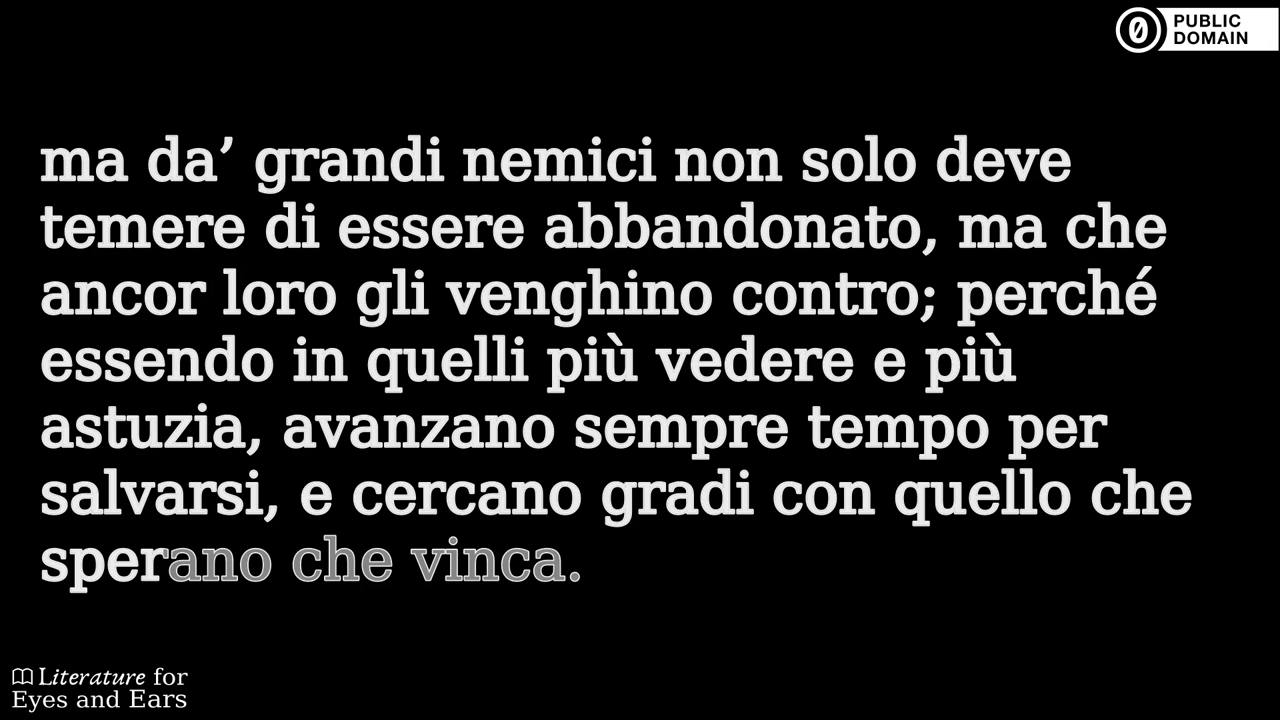 PUBLIC
DOMAIN
ma da’ grandi nemici non solo deve
temere di essere abbandonato, ma che
ancor loro gli venghino contro; perché
essendo in quelli più vedere e più
astuzia, avanzano sempre tempo per
salvarsi, e cercano gradi con quello che
sperano che vinca.
Literature for
Eyes and Ears